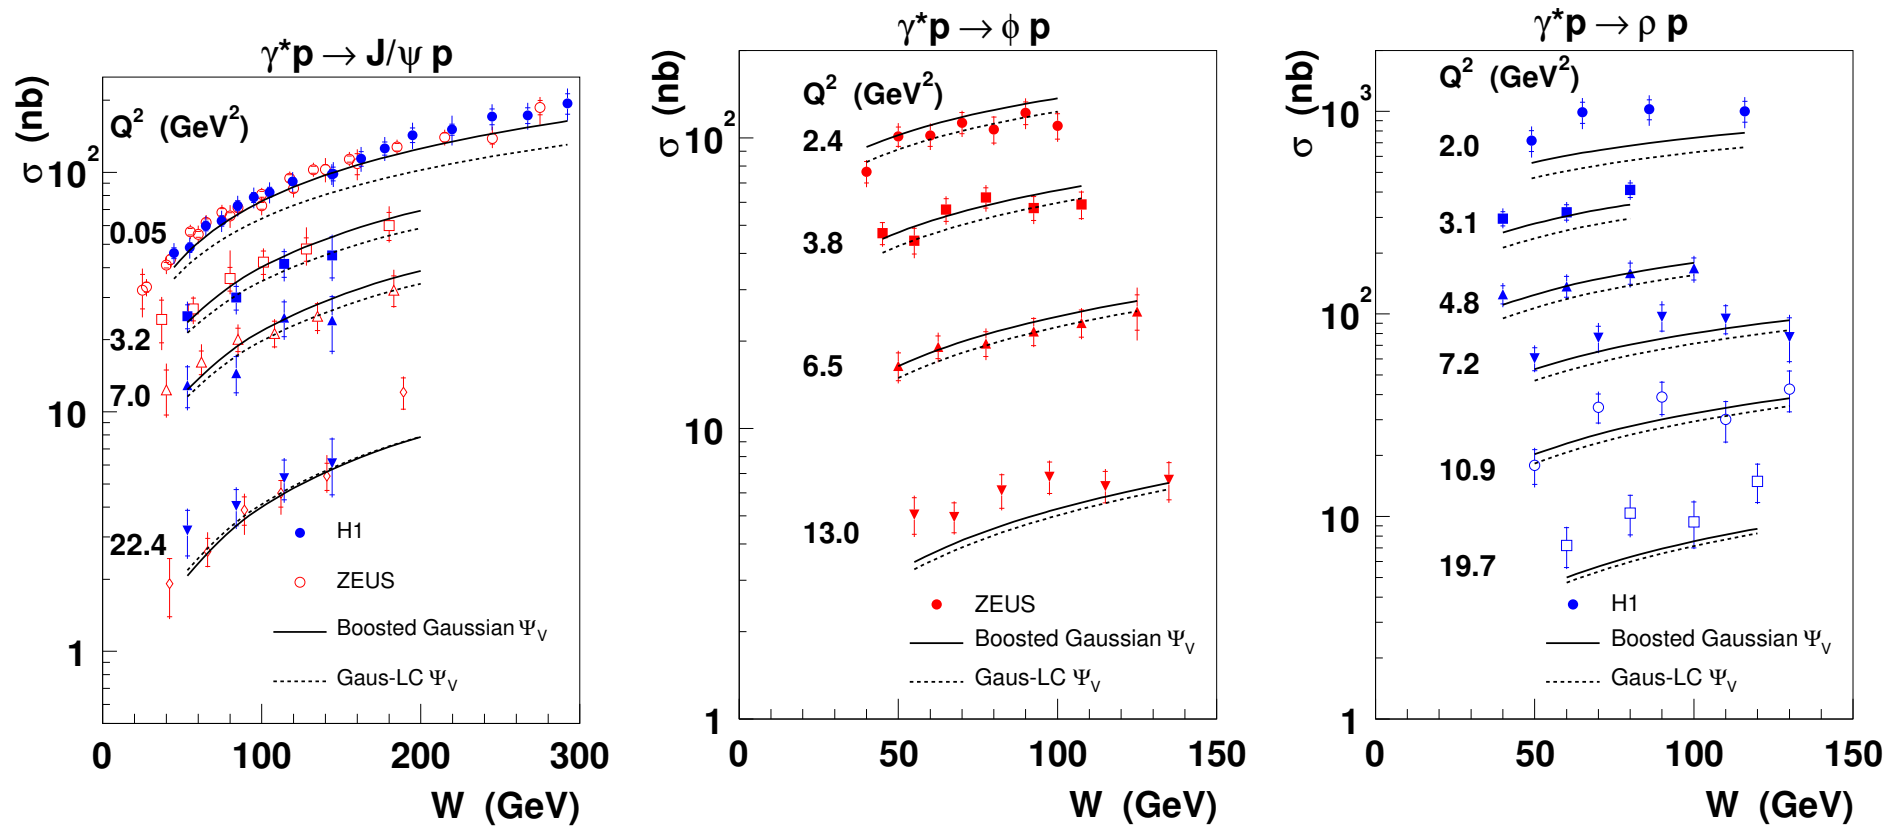 γ*p → J/ψ p
σ (nb)
Q² (GeV²)
10²
0.05
3.2
7.0
10
22.4
H1
ZEUS
Boosted Gaussian Ψ_V
1
Gaus-LC Ψ_V
0 100 200 300
W (GeV)
γ*p → ϕ p
σ (nb)
Q² (GeV²)
10²
2.4
3.8
6.5
10
13.0
ZEUS
Boosted Gaussian Ψ_V
Gaus-LC Ψ_V
1
0 50 100 150
W (GeV)
γ*p → ρ p
σ (nb)
Q² (GeV²)
10³
2.0
3.1
4.8
10²
7.2
10.9
10
19.7
H1
Boosted Gaussian Ψ_V
Gaus-LC Ψ_V
1
0 50 100 150
W (GeV)